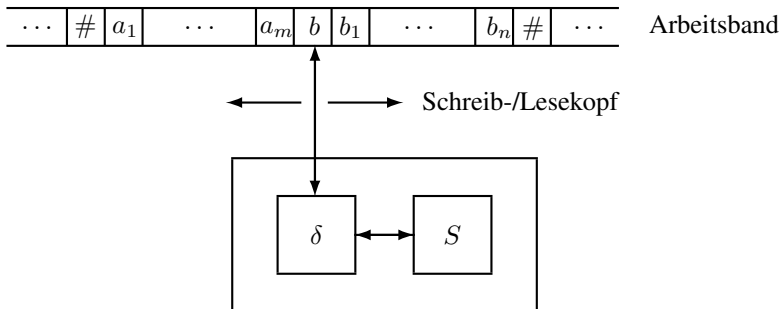 ⋯ # a₁ ⋯ aₘ b b₁ ⋯ bₙ # ⋯ Arbeitsband
Schreib-/Lesekopf
δ S